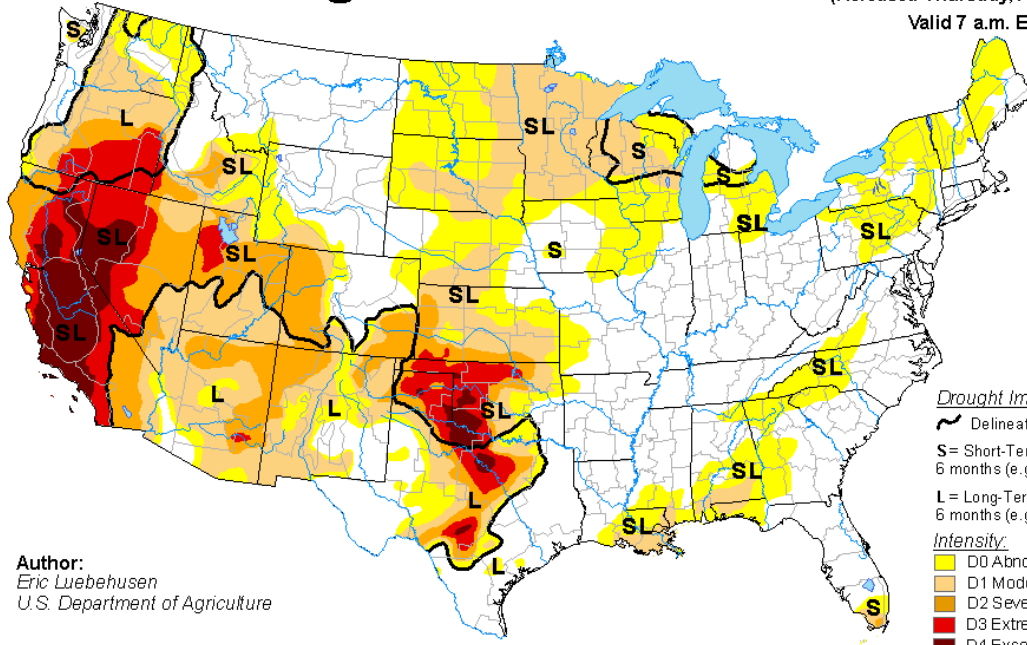 Valid 7 a.m. E
S
L
SL
S
SL
S
SL
SL
SL
SL
S
SL
SL
SL
L
L
SL
SL
L
SL
L
S
Drought Im
Delineat
S = Short-Ter
6 months (e.g
L = Long-Ter
6 months (e.g
Intensity:
D0 Abno
D1 Mode
D2 Seve
D3 Extre
Author:
Eric Luebehusen
U.S. Department of Agriculture